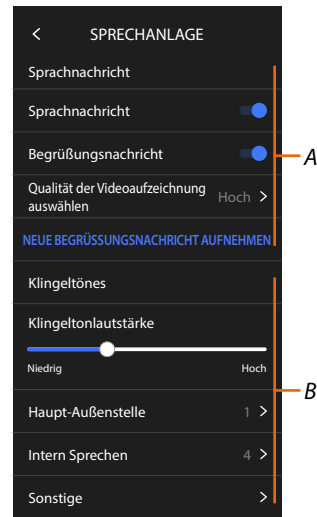 SPRECHANLAGE
Sprachnachricht
Sprachnachricht
Begrüßungsnachricht
A
Qualität der Videoaufzeichnung
auswählen
Hoch
NEUE BEGRÜSSUNGSNACHRICHT AUFNEHMEN
Klingeltönes
Klingeltonlautstärke
Niedrig Hoch
B
Haupt-Außenstelle 1
Intern Sprechen 4
Sonstige